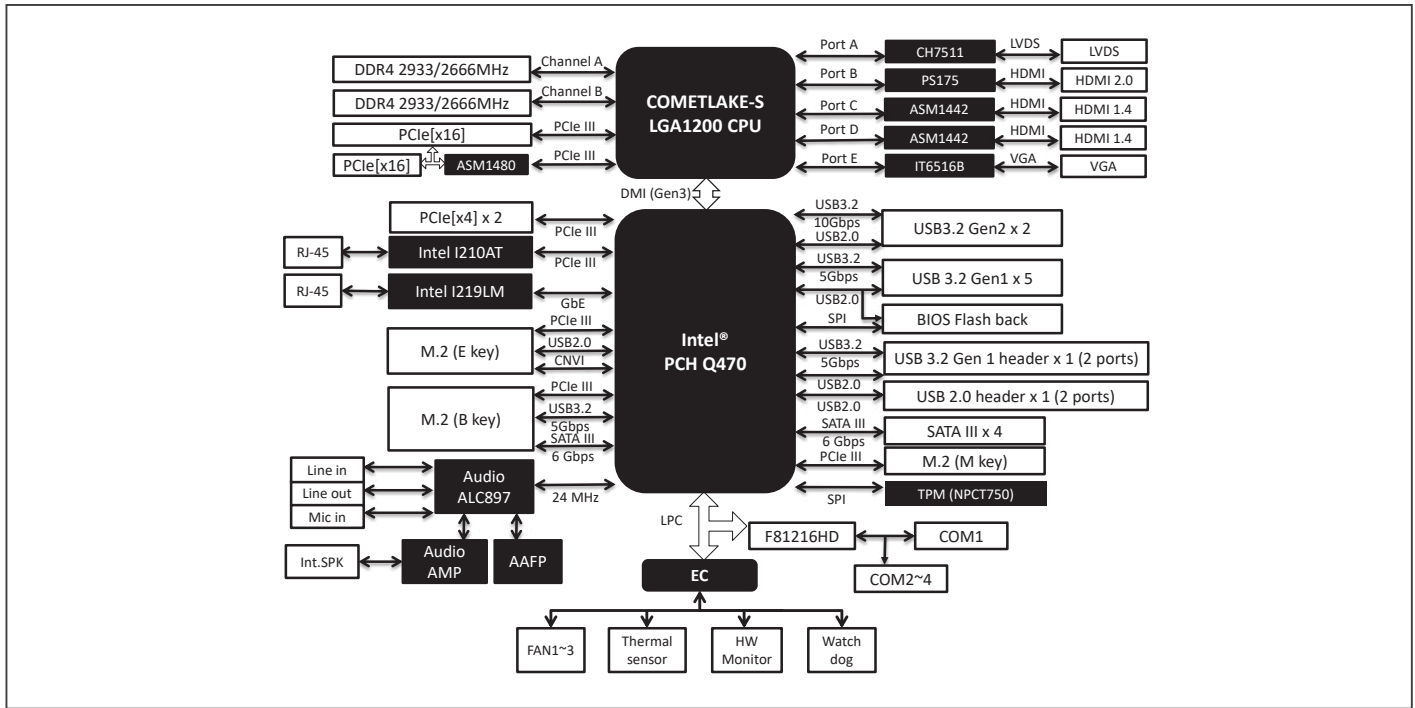 DDR4 2933/2666MHz
Channel A
DDR4 2933/2666MHz
Channel B
PCIe[x16]
PCIe III
PCIe[x16]
ASM1480
PCIe III
COMETLAKE-S
LGA1200 CPU
Port A
CH7511
LVDS
LVDS
Port B
PS175
HDMI
HDMI 2.0
Port C
ASM1442
HDMI
HDMI 1.4
Port D
ASM1442
HDMI
HDMI 1.4
Port E
IT6516B
VGA
VGA
DMI (Gen3)
PCIe[x4] x 2
PCIe III
RJ-45
Intel I210AT
PCIe III
RJ-45
Intel I219LM
GbE
M.2 (E key)
PCIe III
USB2.0
CNVI
M.2 (B key)
PCIe III
USB3.2
5Gbps
SATA III
6 Gbps
Line in
Line out
Mic in
Audio
ALC897
24 MHz
Int.SPK
Audio
AMP
AAFP
Intel®
PCH Q470
USB3.2
10Gbps
USB2.0
USB3.2 Gen2 x 2
USB3.2
5Gbps
USB2.0
USB 3.2 Gen1 x 5
SPI
BIOS Flash back
USB3.2
5Gbps
USB 3.2 Gen 1 header x 1 (2 ports)
USB2.0
USB2.0
USB 2.0 header x 1 (2 ports)
SATA III
6 Gbps
SATA III x 4
PCIe III
M.2 (M key)
SPI
TPM (NPCT750)
LPC
F81216HD
COM1
COM2~4
EC
FAN1~3
Thermal
sensor
HW
Monitor
Watch
dog